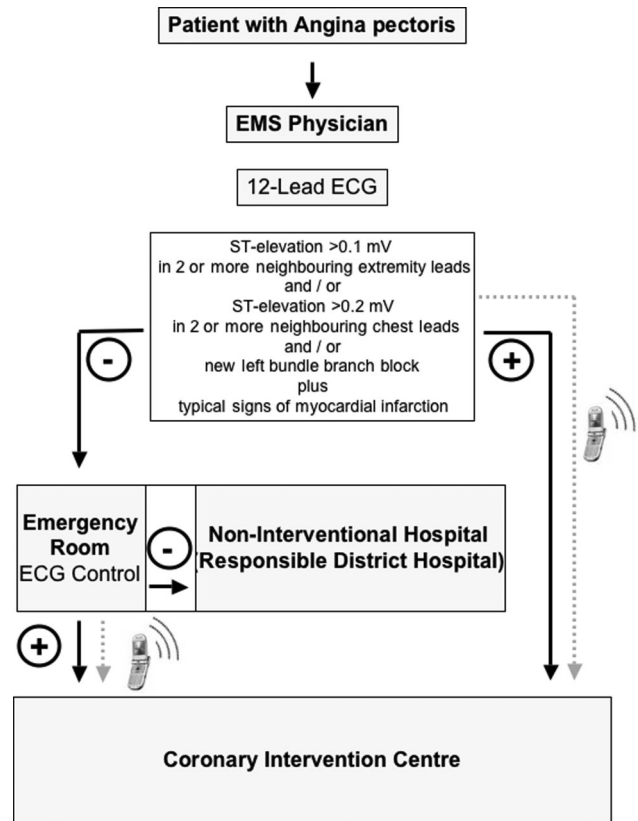 Patient with Angina pectoris
EMS Physician
12-Lead ECG
ST-elevation >0.1 mV
in 2 or more neighbouring extremity leads
and / or
ST-elevation >0.2 mV
in 2 or more neighbouring chest leads
and / or
new left bundle branch block
plus
typical signs of myocardial infarction
-
+
Emergency
Room
ECG Control
-
Non-Interventional Hospital
(Responsible District Hospital)
+
Coronary Intervention Centre